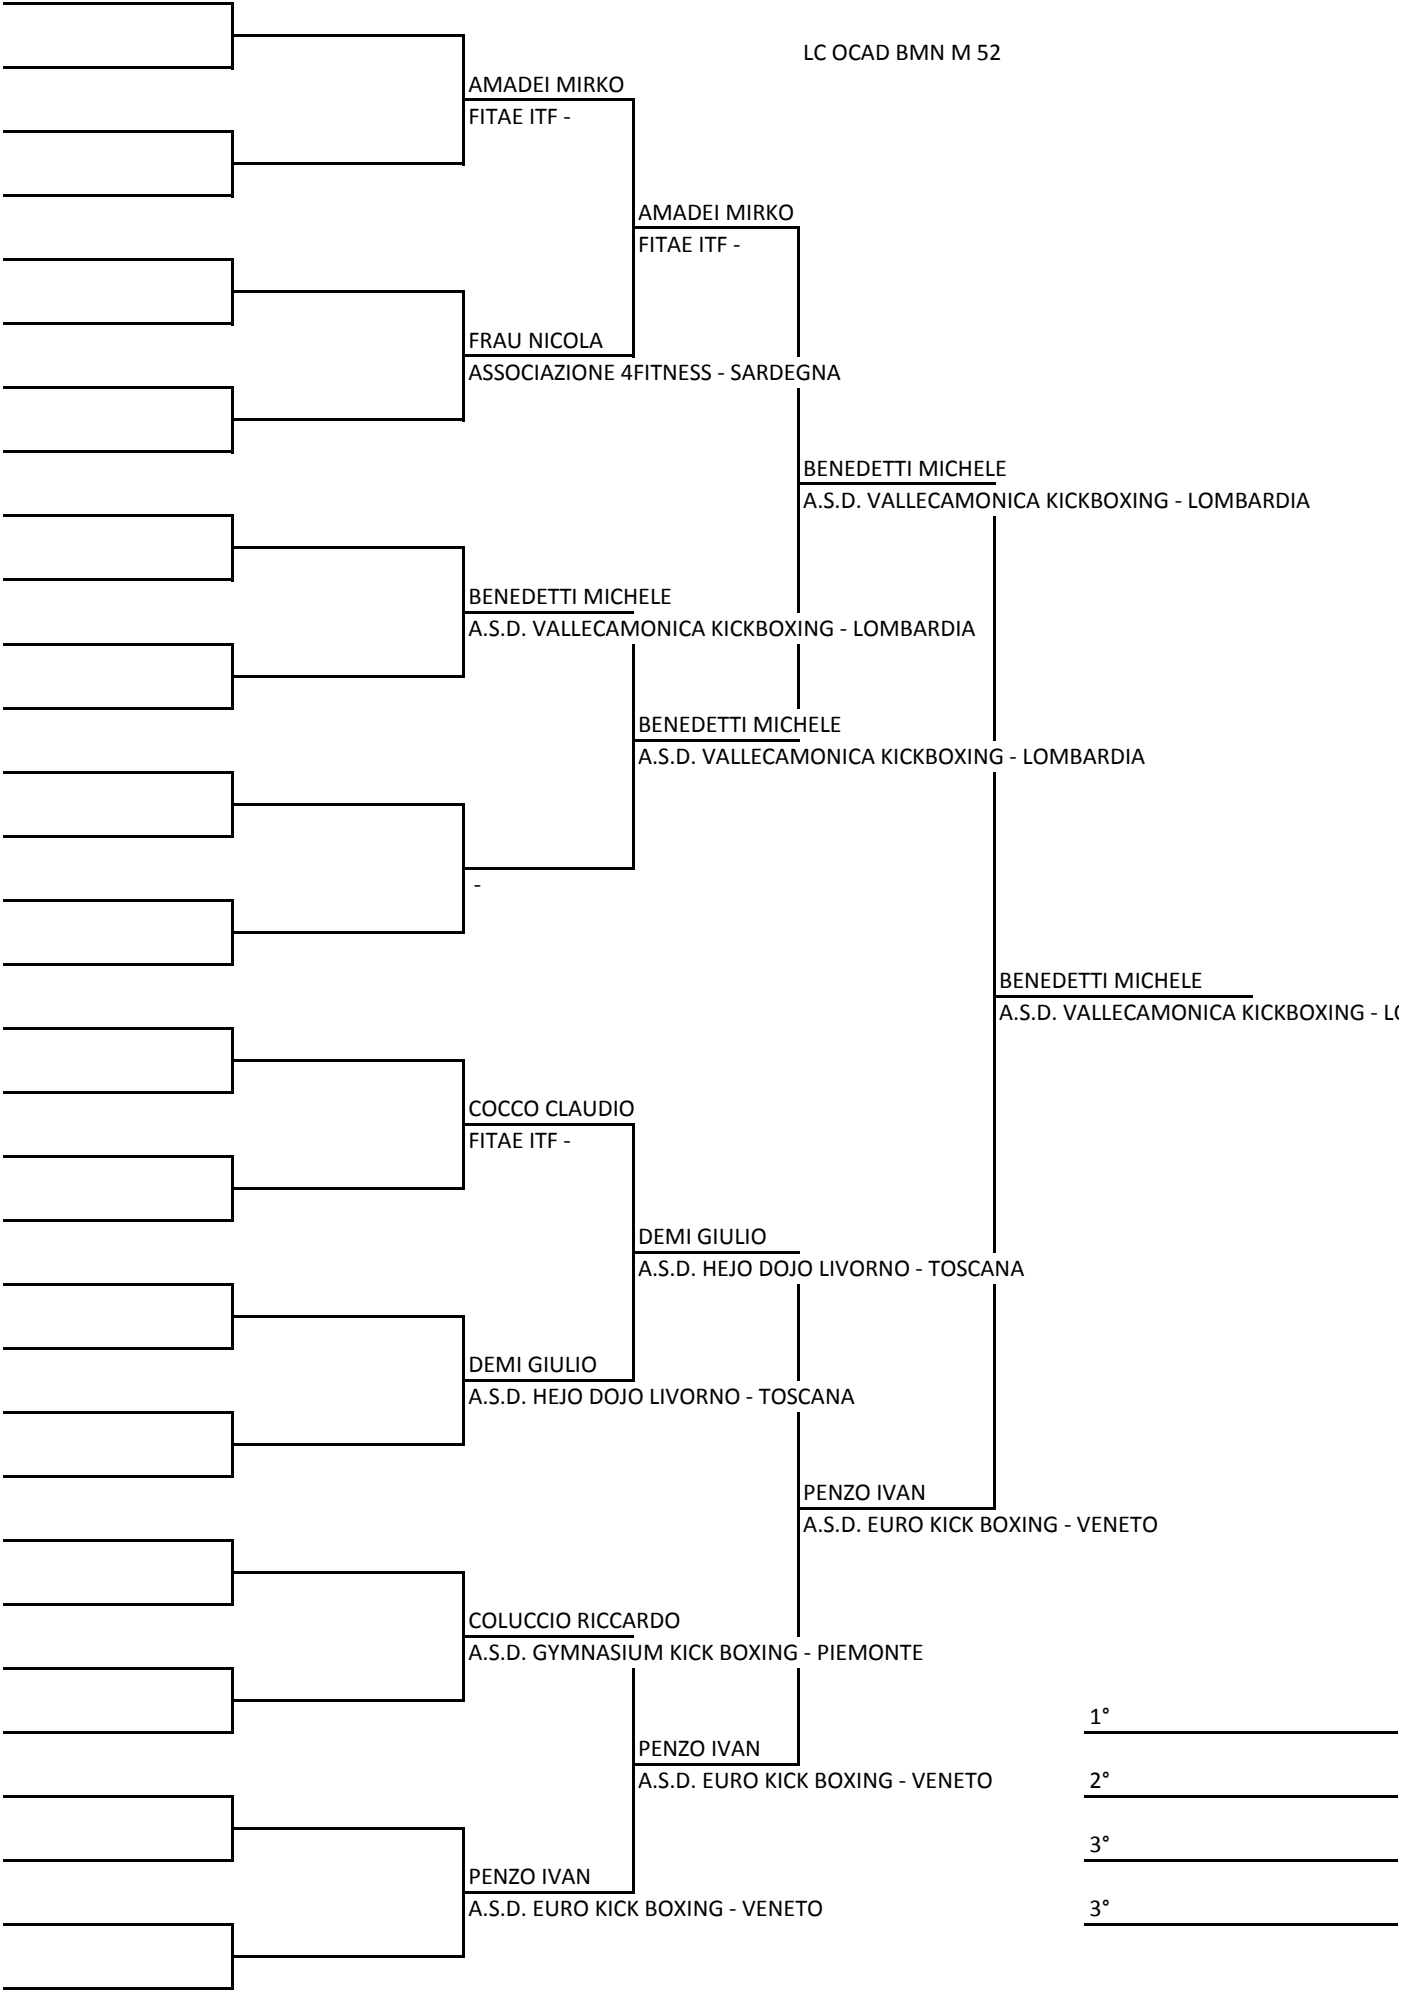 LC OCAD BMN M 52
AMADEI MIRKO
FITAE ITF -
AMADEI MIRKO
FITAE ITF -
FRAU NICOLA
ASSOCIAZIONE 4FITNESS - SARDEGNA
BENEDETTI MICHELE
A.S.D. VALLECAMONICA KICKBOXING - LOMBARDIA
BENEDETTI MICHELE
A.S.D. VALLECAMONICA KICKBOXING - LOMBARDIA
BENEDETTI MICHELE
A.S.D. VALLECAMONICA KICKBOXING - LOMBARDIA
-
BENEDETTI MICHELE
A.S.D. VALLECAMONICA KICKBOXING - L
COCCO CLAUDIO
FITAE ITF -
DEMI GIULIO
A.S.D. HEJO DOJO LIVORNO - TOSCANA
DEMI GIULIO
A.S.D. HEJO DOJO LIVORNO - TOSCANA
PENZO IVAN
A.S.D. EURO KICK BOXING - VENETO
COLUCCIO RICCARDO
A.S.D. GYMNASIUM KICK BOXING - PIEMONTE
1°
PENZO IVAN
A.S.D. EURO KICK BOXING - VENETO
2°
3°
PENZO IVAN
A.S.D. EURO KICK BOXING - VENETO
3°